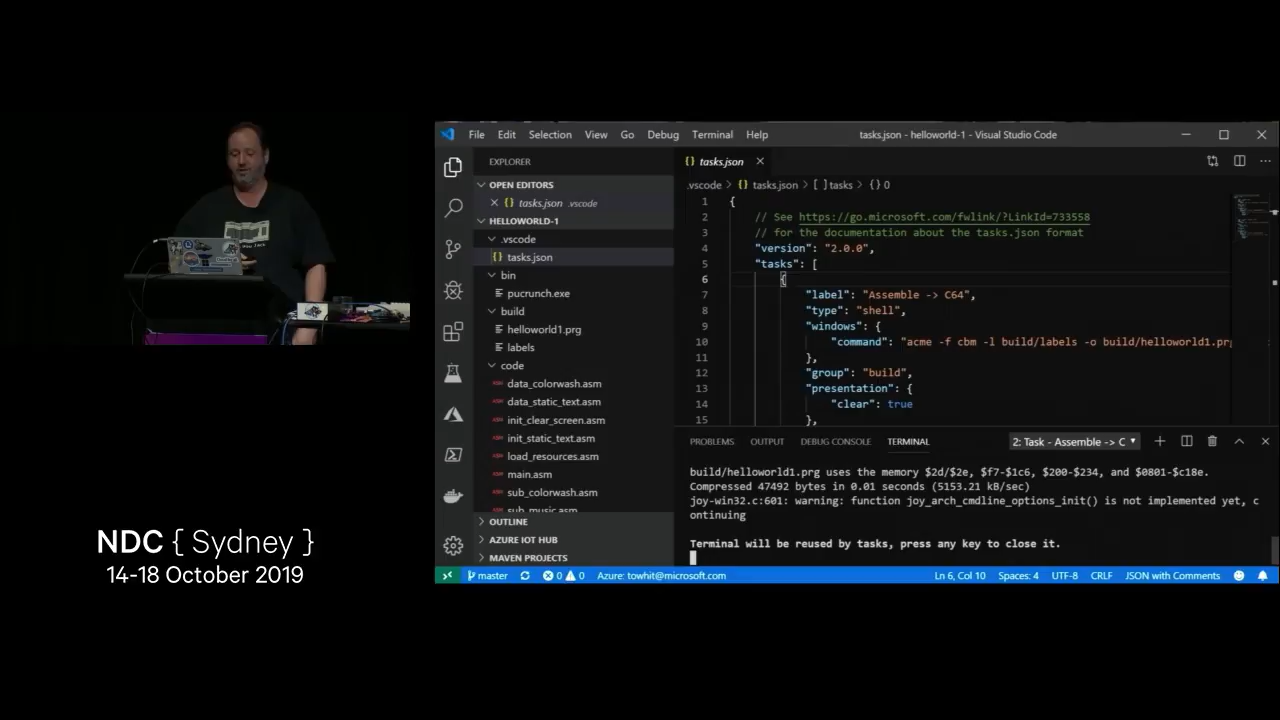 NDC { Sydney }
14-18 October 2019
File Edit Selection View Go Debug Terminal Help
tasks.json - helloworld-1 - Visual Studio Code
EXPLORER
OPEN EDITORS
{} tasks.json .vscode
HELLOWORLD-1
.vscode
{} tasks.json
bin
pucrunch.exe
build
helloworld1.prg
labels
code
data_colorwash.asm
data_static_text.asm
init_clear_screen.asm
init_static_text.asm
load_resources.asm
main.asm
sub_colorwash.asm
sub_music.asm
OUTLINE
AZURE IOT HUB
MAVEN PROJECTS
{} tasks.json
.vscode > {} tasks.json > [ ] tasks > {} 0
1 {
2 // See https://go.microsoft.com/fwlink/?LinkId=733558
3 // for the documentation about the tasks.json format
4 "version": "2.0.0",
5 "tasks": [
6 {
7 "label": "Assemble -> C64",
8 "type": "shell",
9 "windows": {
10 "command": "acme -f cbm -l build/labels -o build/helloworld1.prg
11 },
12 "group": "build",
13 "presentation": {
14 "clear": true
15 },
PROBLEMS OUTPUT DEBUG CONSOLE TERMINAL
2: Task - Assemble -> C
build/helloworld1.prg uses the memory $2d/$2e, $f7-$1c6, $200-$234, and $0801-$c18e.
Compressed 47492 bytes in 0.01 seconds (5153.21 kB/sec)
joy-win32.c:601: warning: function joy_arch_cmdline_options_init() is not implemented yet, c
ontinuing
Terminal will be reused by tasks, press any key to close it.
master 0 0 Azure: towhit@microsoft.com Ln 6, Col 10 Spaces: 4 UTF-8 CRLF JSON with Comments